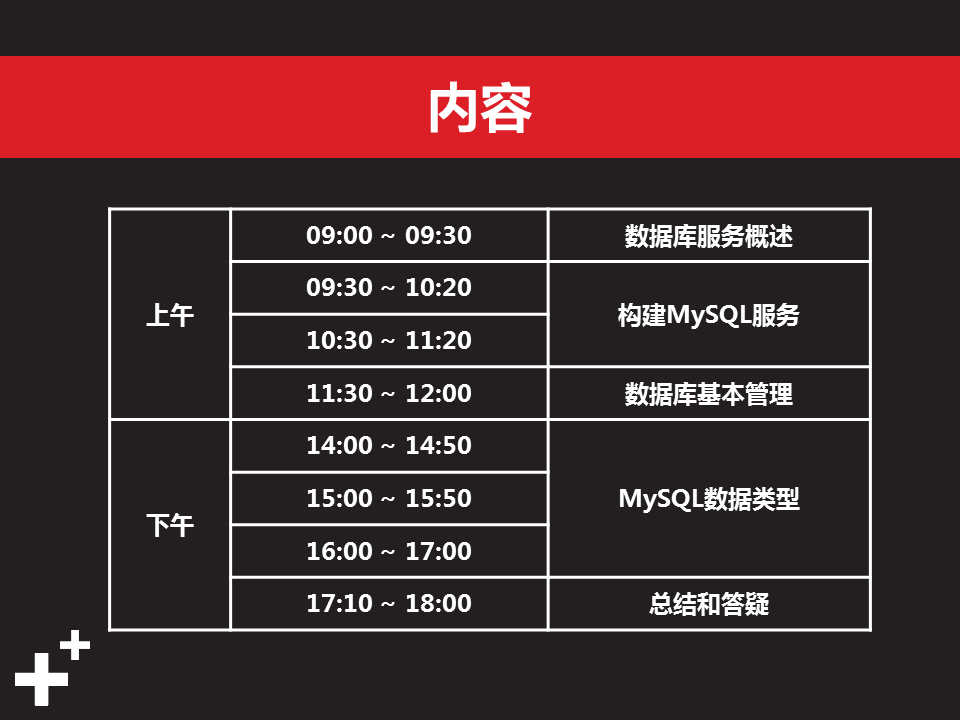 内容
上午
09:00 ~ 09:30
数据库服务概述
09:30 ~ 10:20
构建MySQL服务
10:30 ~ 11:20
11:30 ~ 12:00
数据库基本管理
下午
14:00 ~ 14:50
MySQL数据类型
15:00 ~ 15:50
16:00 ~ 17:00
17:10 ~ 18:00
总结和答疑